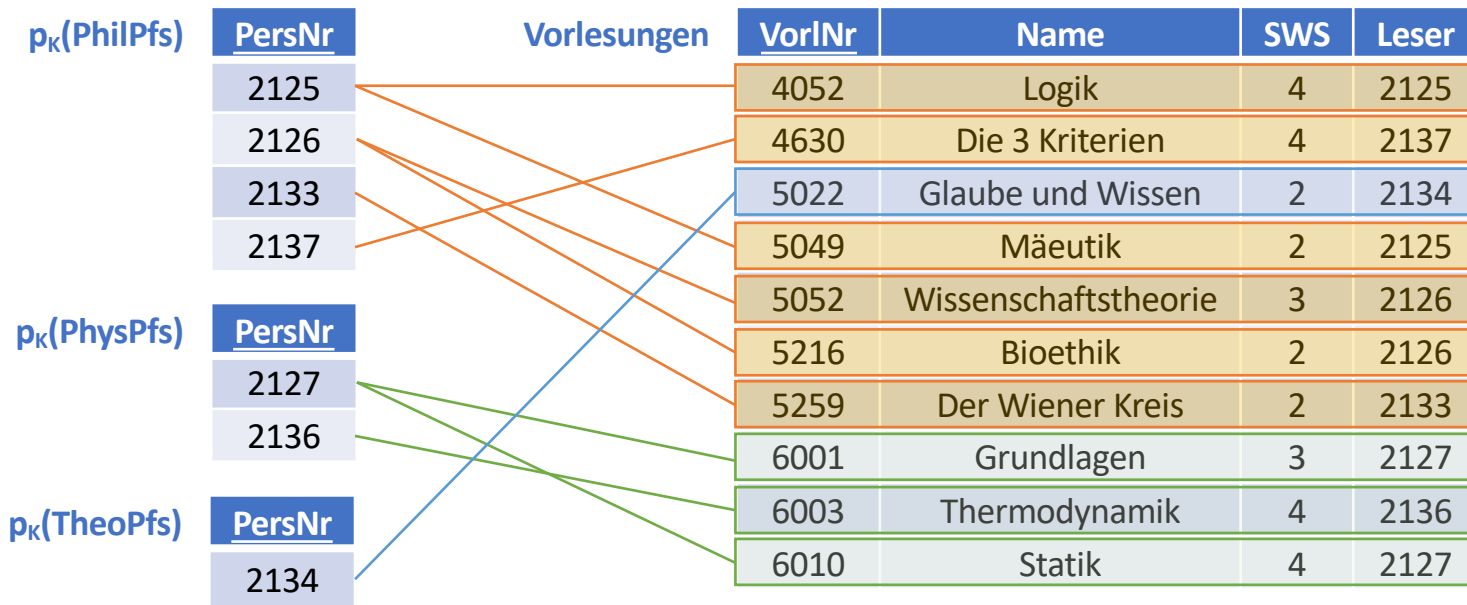 p_K(PhilPfs) PersNr
2125
2126
2133
2137
p_K(PhysPfs) PersNr
2127
2136
p_K(TheoPfs) PersNr
2134
Vorlesungen VorlNr Name SWS Leser
4052 Logik 4 2125
4630 Die 3 Kriterien 4 2137
5022 Glaube und Wissen 2 2134
5049 Mäeutik 2 2125
5052 Wissenschaftstheorie 3 2126
5216 Bioethik 2 2126
5259 Der Wiener Kreis 2 2133
6001 Grundlagen 3 2127
6003 Thermodynamik 4 2136
6010 Statik 4 2127